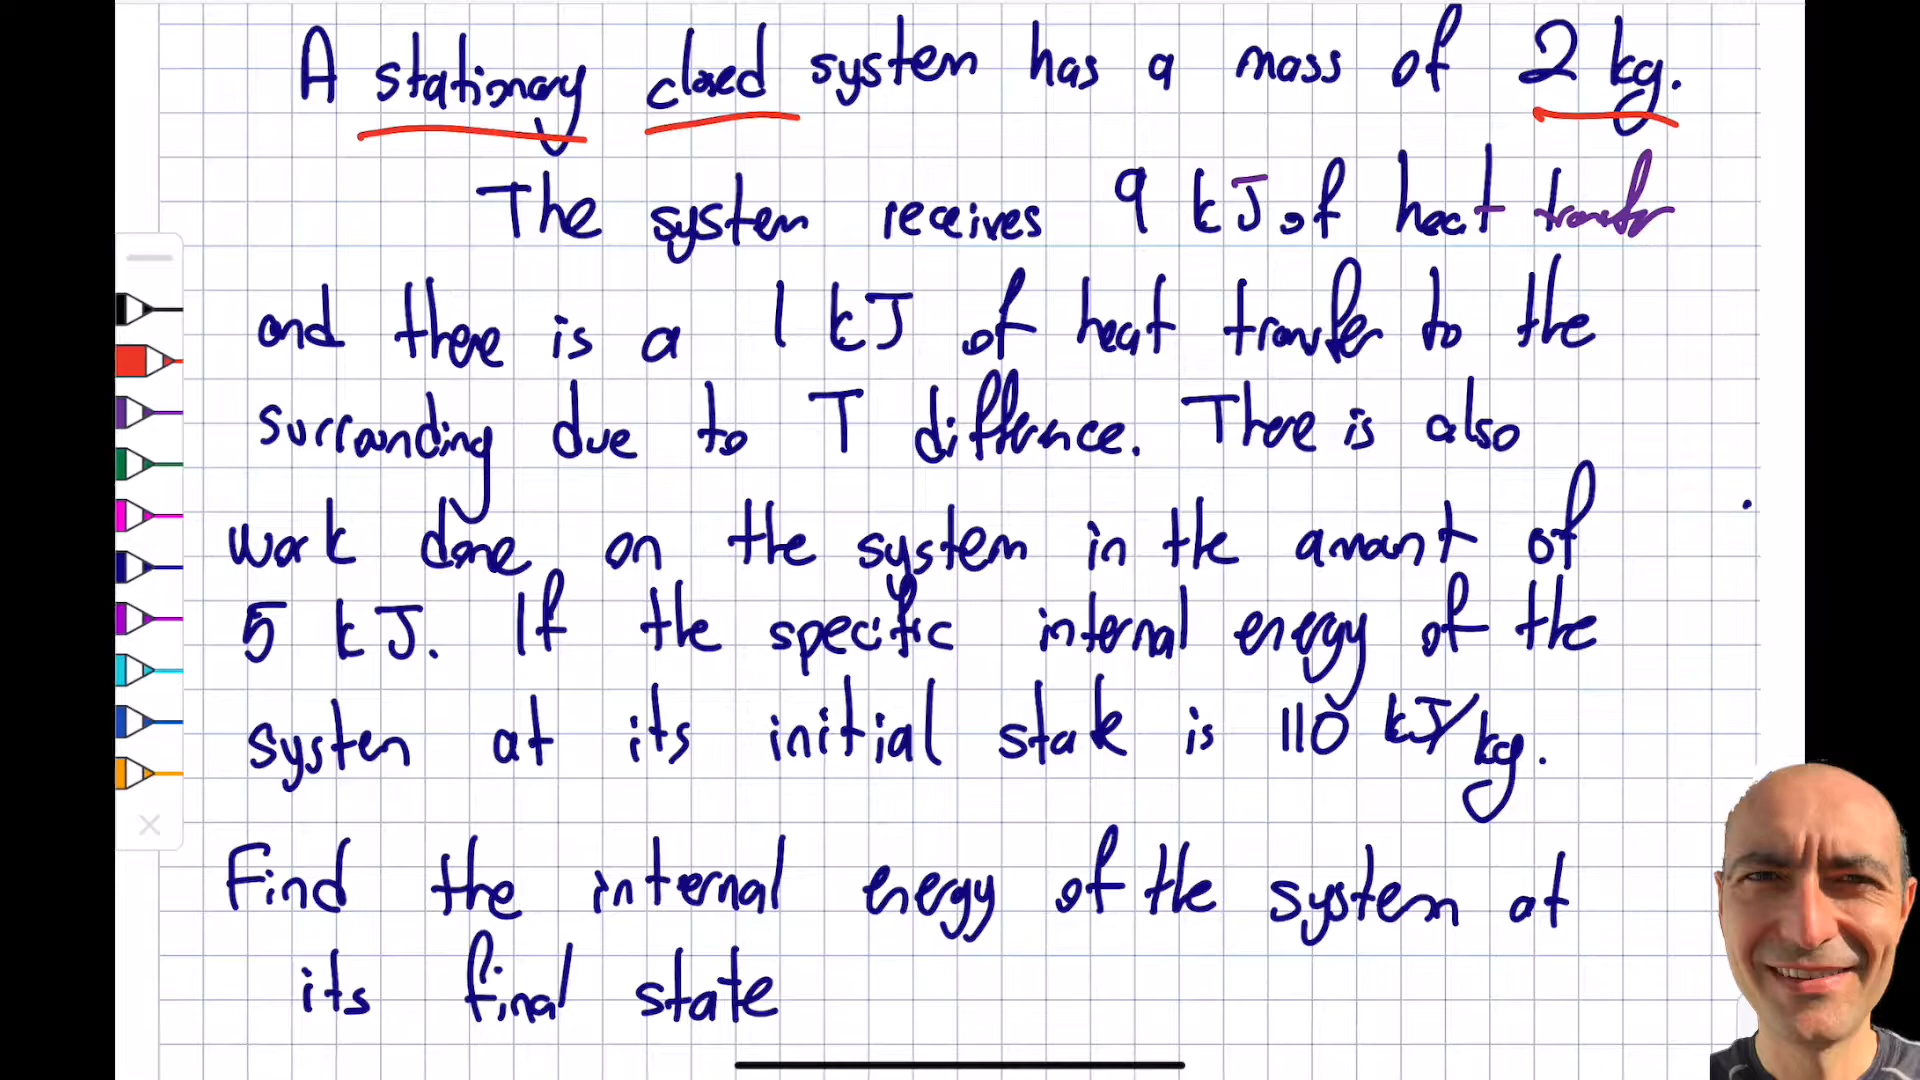 A stationary closed system has a mass of 2 kg.
The system receives 9 kJ of heat transfer
and there is a 1 kJ of heat transfer to the
surrounding due to T difference. There is also
work done on the system in the amount of
5 kJ. If the specific internal energy of the
system at its initial state is 110 kJ/kg.
Find the internal energy of the system at
its final state